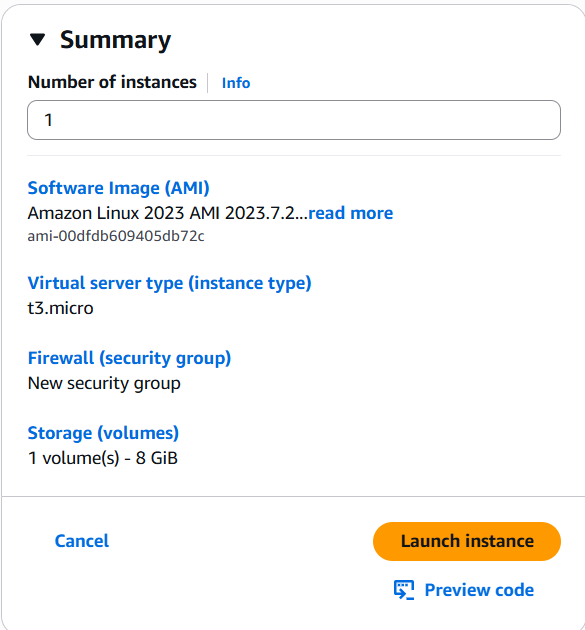 Summary
Number of instances Info
1
Software Image (AMI)
Amazon Linux 2023 AMI 2023.7.2...read more
ami-00dfdb609405db72c
Virtual server type (instance type)
t3.micro
Firewall (security group)
New security group
Storage (volumes)
1 volume(s) - 8 GiB
Cancel
Launch instance
Preview code